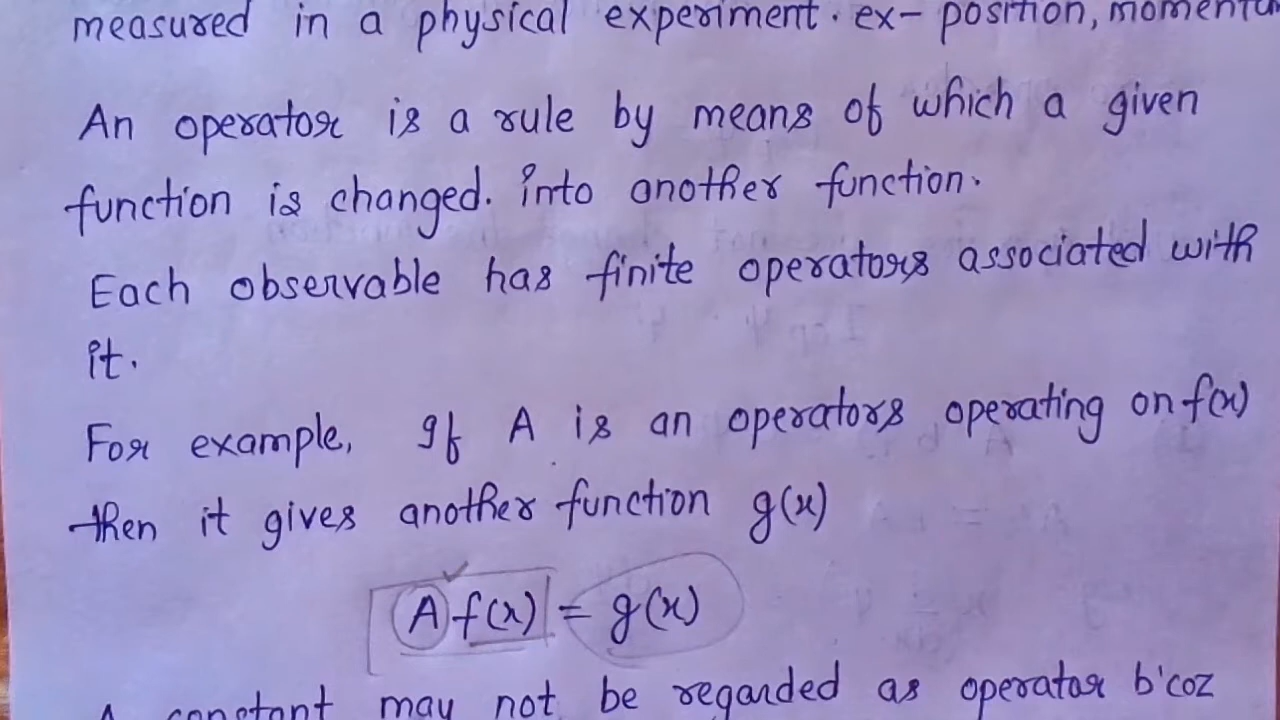 measured in a physical experiment. ex- position, momentum
An operator is a rule by means of which a given
function is changed. into another function.
Each observable has finite operators associated with
it.
For example, If A is an operators operating on f(x)
then it gives another function g(x)
A f(x) = g(x)
A constant may not be regarded as operator b'coz